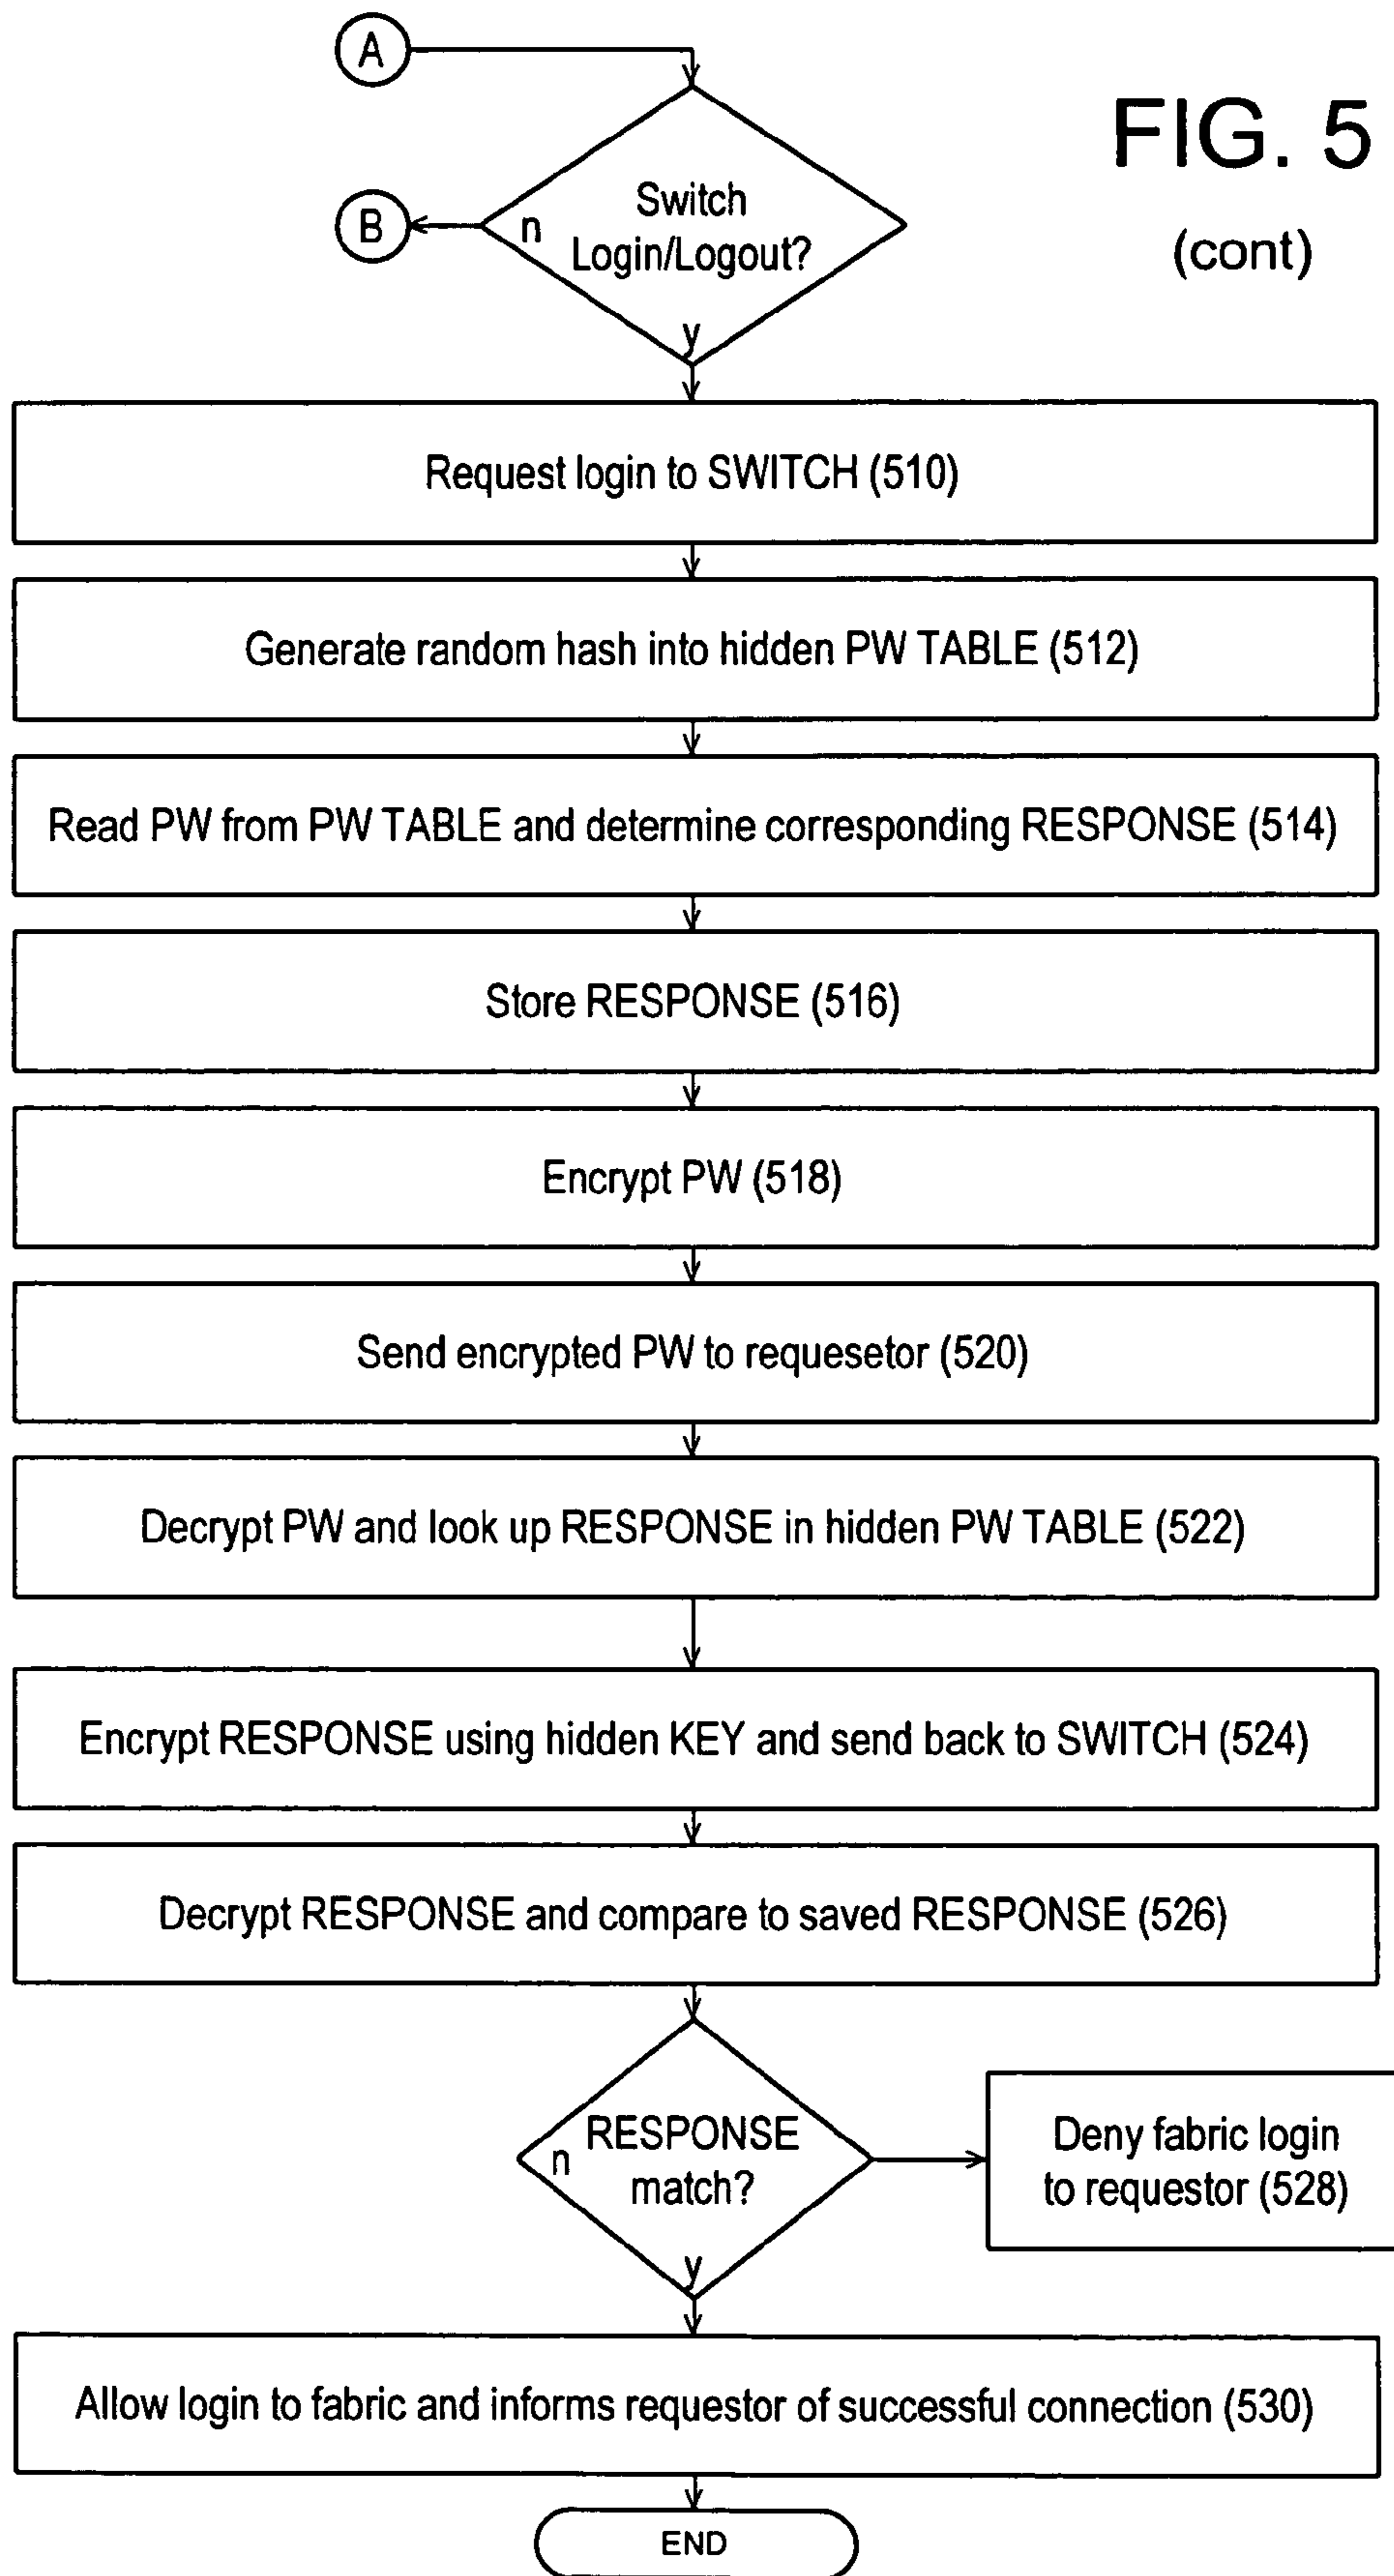 A
FIG. 5
(cont)
B
n
Switch
Login/Logout?
y
Request login to SWITCH (510)
Generate random hash into hidden PW TABLE (512)
Read PW from PW TABLE and determine corresponding RESPONSE (514)
Store RESPONSE (516)
Encrypt PW (518)
Send encrypted PW to requesetor (520)
Decrypt PW and look up RESPONSE in hidden PW TABLE (522)
Encrypt RESPONSE using hidden KEY and send back to SWITCH (524)
Decrypt RESPONSE and compare to saved RESPONSE (526)
n
RESPONSE
match?
y
Deny fabric login
to requestor (528)
Allow login to fabric and informs requestor of successful connection (530)
END